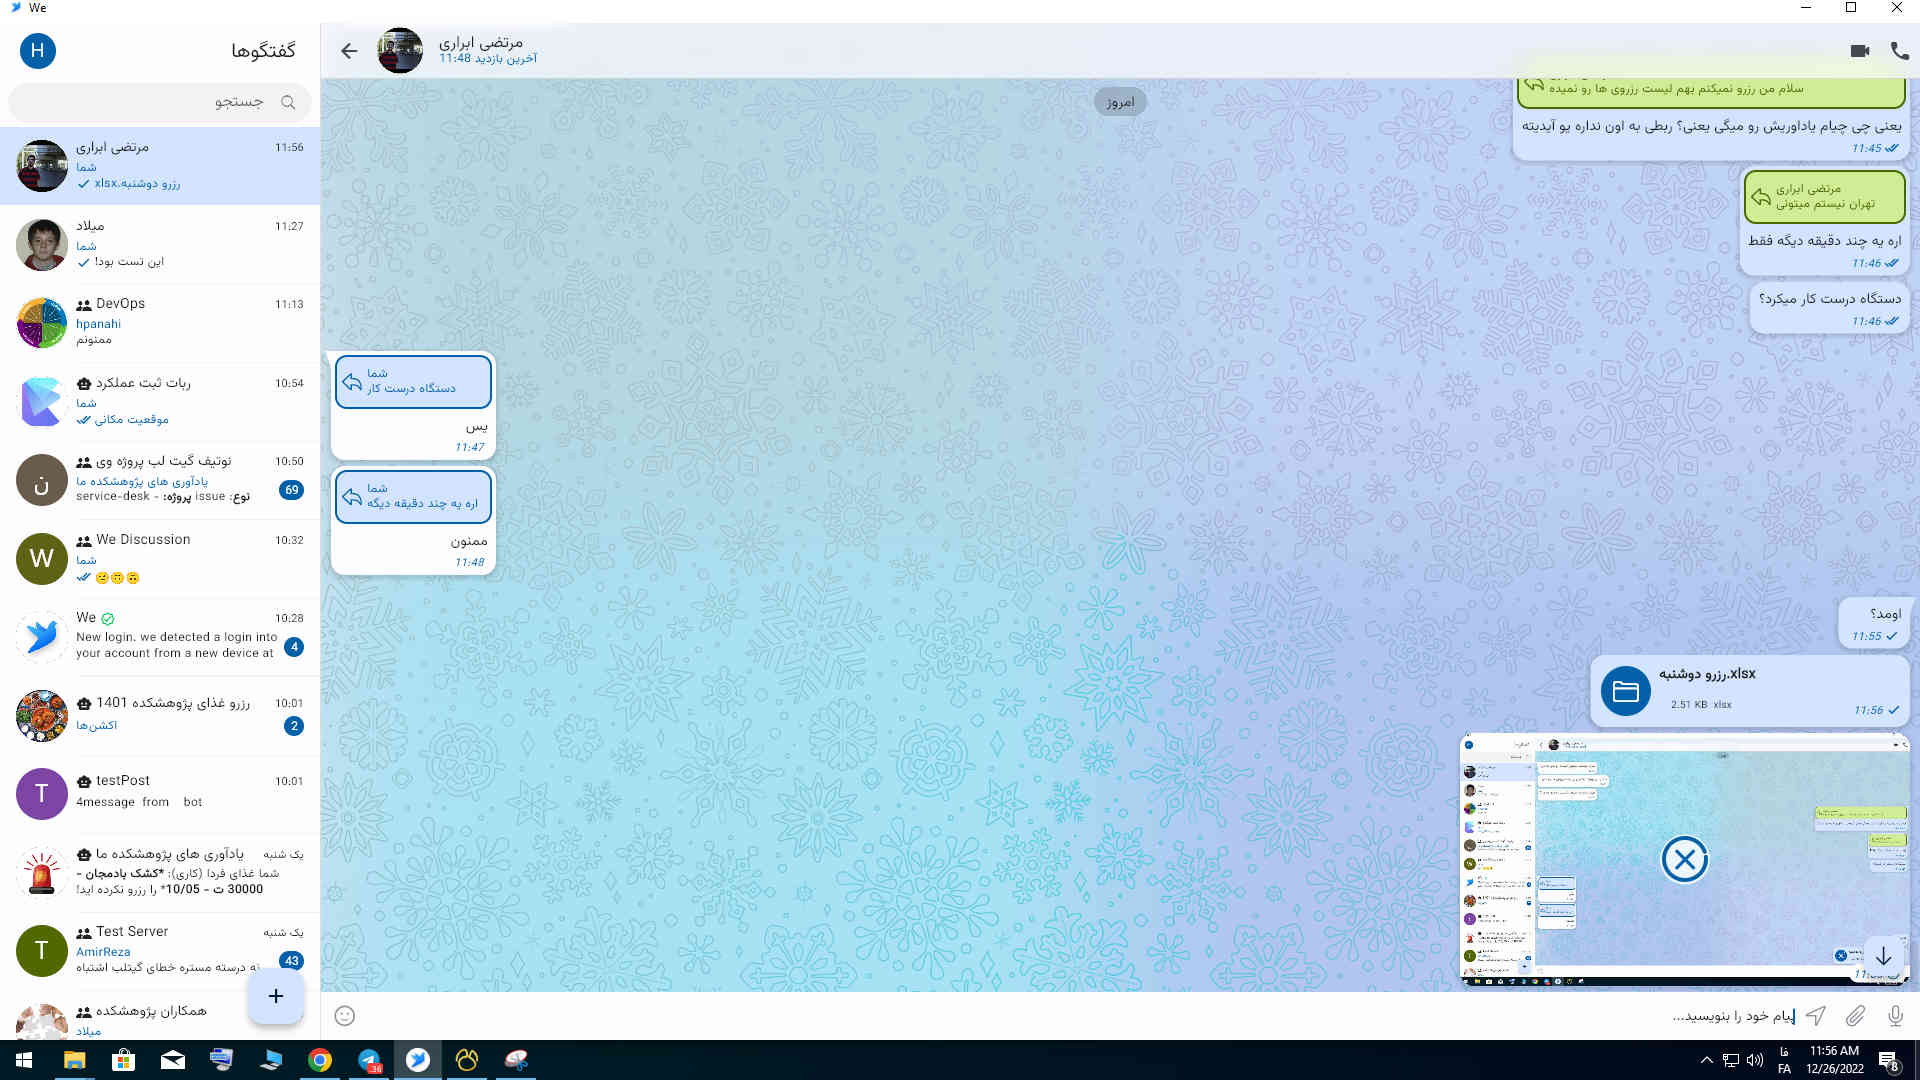 We
H
گفتگوها
جستجو
مرتضی ابراری
11:56
شما
رزرو دوشنبه.xlsx
میلاد
11:27
شما
این تست بود!
DevOps
11:13
hpanahi
ممنونم
ربات ثبت عملکرد
10:54
شما
موقعیت مکانی
نوتیف گیت لب پروژه وی
10:50
یادآوری های پژوهشکده ما
نوع: issue پروژه: - service-desk
69
ن
We Discussion
10:32
شما
W
We
10:28
New login. we detected a login into
your account from a new device at
4
رزرو غذای پژوهشکده 1401
10:01
اکشن‌ها
2
testPost
10:01
4message from bot
T
یادآوری های پژوهشکده ما
یک شنبه
شما غذای فردا (کاری): *کشک بادمجان -
30000 ت - 10/05* را رزرو نکرده اید!
Test Server
یک شنبه
AmirReza
نه درسته مستره خطای گیتلب اشتباه
43
T
همکاران پژوهشکده
میلاد
مرتضی ابراری
آخرین بازدید 11:48
امروز
سلام من رزرو نمیکنم بهم لیست رزروی ها رو نمیده
یعنی چی چیام یاداوریش رو میگی یعنی؟ ربطی به اون نداره یو آیدیته
11:45
مرتضی ابراری
تهران نیستم میتونی
اره یه چند دقیقه دیگه فقط
11:46
دستگاه درست کار میکرد؟
11:46
شما
دستگاه درست کار
یس
11:47
شما
اره یه چند دقیقه دیگه
ممنون
11:48
اومد؟
11:55
رزرو دوشنبه.xlsx
2.51 KB xlsx
11:56
پیام خود را بنویسید...
فا
FA
11:56 AM
12/26/2022
36
8